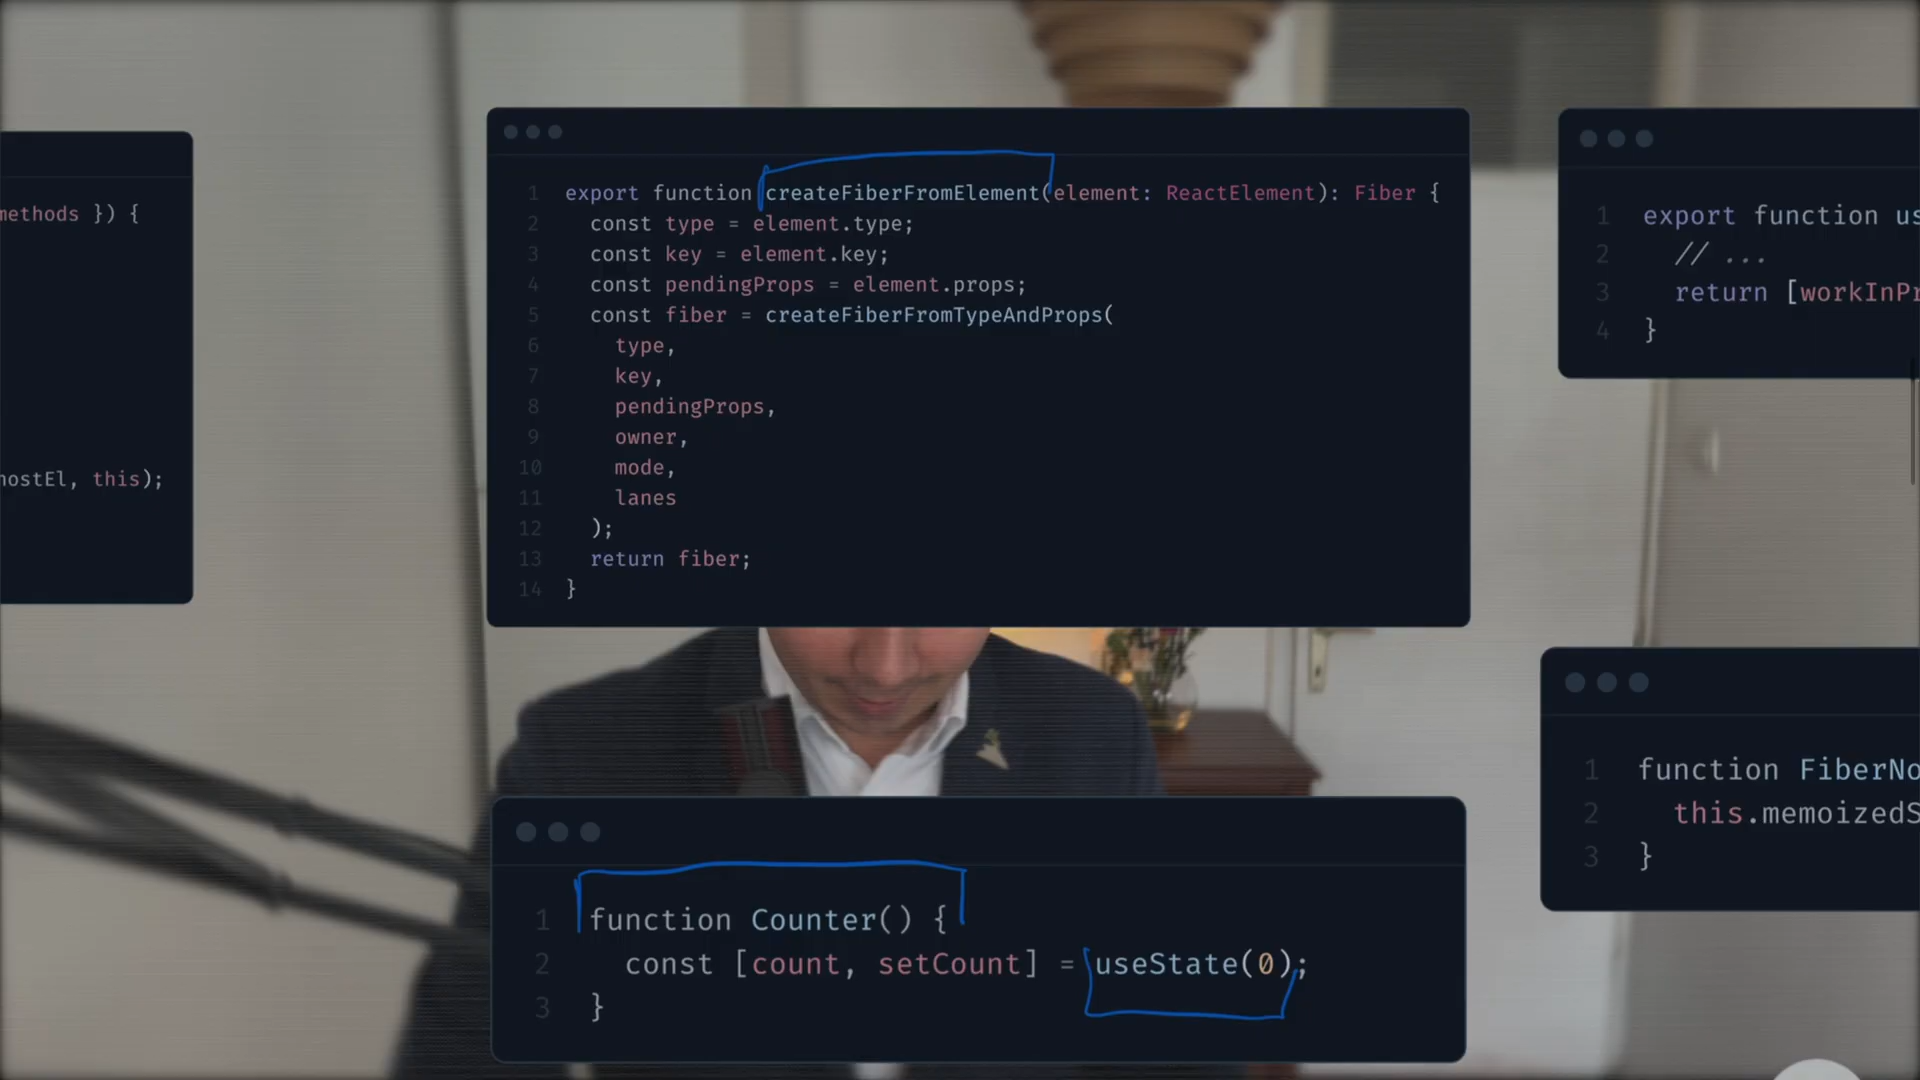 methods }) {
hostEl, this);
1 export function createFiberFromElement(element: ReactElement): Fiber {
2 const type = element.type;
3 const key = element.key;
4 const pendingProps = element.props;
5 const fiber = createFiberFromTypeAndProps(
6 type,
7 key,
8 pendingProps,
9 owner,
10 mode,
11 lanes
12 );
13 return fiber;
14 }
1 function Counter() {
2 const [count, setCount] = useState(0);
3 }
1 export function us
2 // ...
3 return [workInPr
4 }
1 function FiberNo
2 this.memoizedS
3 }